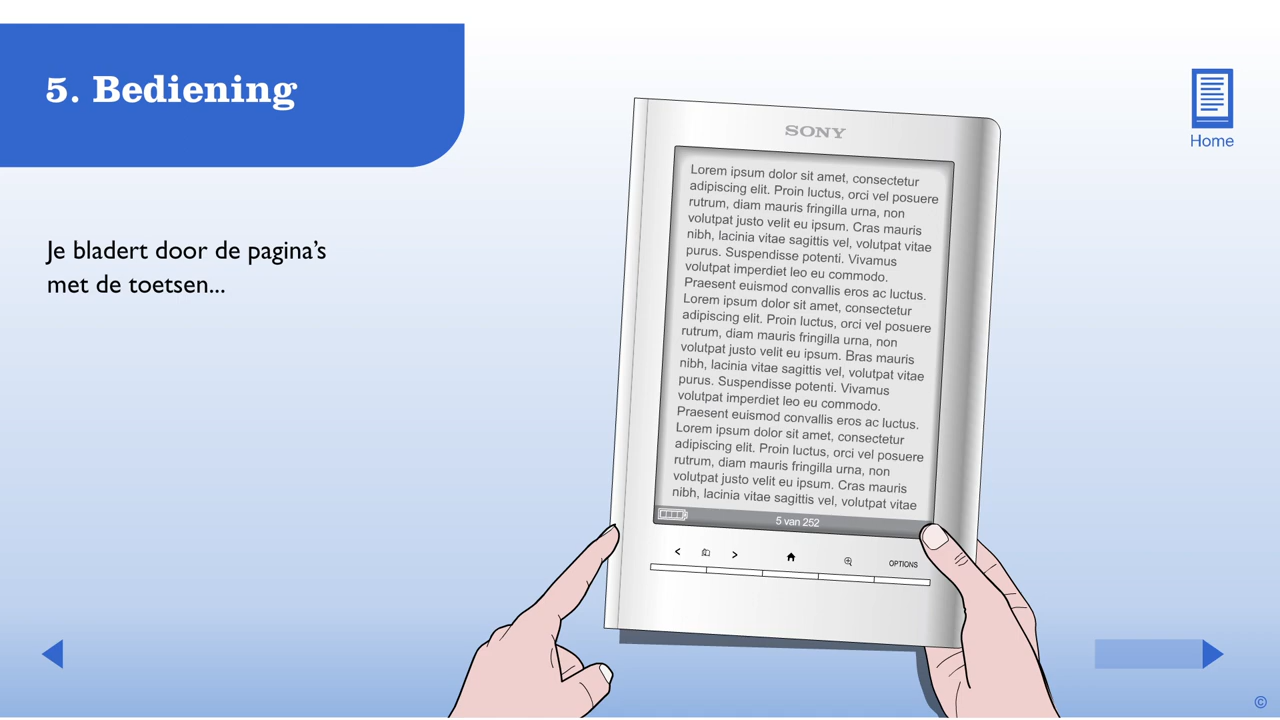 5. Bediening
Home
Je bladert door de pagina's
met de toetsen...
SONY
Lorem ipsum dolor sit amet, consectetur
adipiscing elit. Proin luctus, orci vel posuere
rutrum, diam mauris fringilla urna, non
volutpat justo velit eu ipsum. Cras mauris
nibh, lacinia vitae sagittis vel, volutpat vitae
purus. Suspendisse potenti. Vivamus
volutpat imperdiet leo eu commodo.
Praesent euismod convallis eros ac luctus.
Lorem ipsum dolor sit amet, consectetur
adipiscing elit. Proin luctus, orci vel posuere
rutrum, diam mauris fringilla urna, non
volutpat justo velit eu ipsum. Bras mauris
nibh, lacinia vitae sagittis vel, volutpat vitae
purus. Suspendisse potenti. Vivamus
volutpat imperdiet leo eu commodo.
Praesent euismod convallis eros ac luctus.
Lorem ipsum dolor sit amet, consectetur
adipiscing elit. Proin luctus, orci vel posuere
rutrum, diam mauris fringilla urna, non
volutpat justo velit eu ipsum. Cras mauris
nibh, lacinia vitae sagittis vel, volutpat vitae
5 van 252
OPTIONS
©